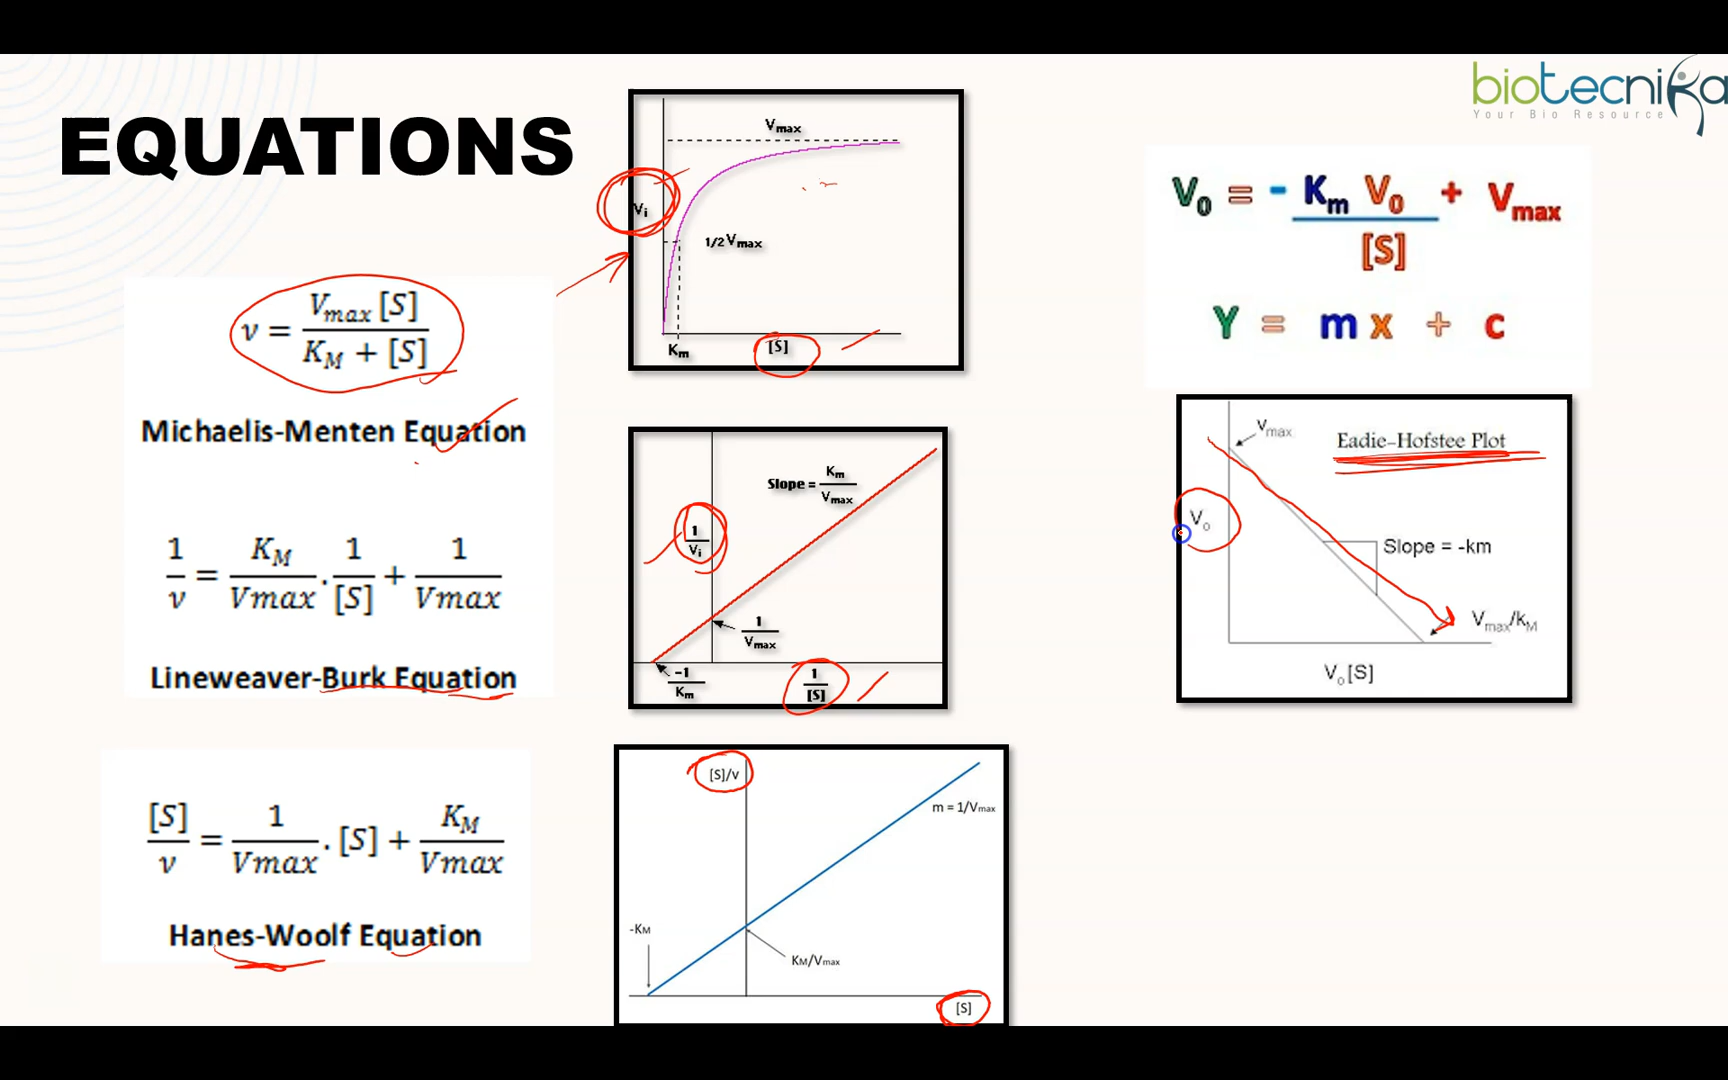 biotecnika
Your Bio Resource
EQUATIONS
v = Vmax [S] / KM + [S]
Michaelis-Menten Equation
1/v = KM/Vmax . 1/[S] + 1/Vmax
Lineweaver-Burk Equation
[S]/v = 1/Vmax . [S] + KM/Vmax
Hanes-Woolf Equation
Vmax
Vi
1/2 Vmax
Km
[S]
Slope = Km/Vmax
1/Vi
1/Vmax
-1/Km
1/[S]
[S]/v
m = 1/Vmax
-KM
KM/Vmax
[S]
V0 = - Km V0 / [S] + Vmax
Y = m x + c
Vmax
Eadie-Hofstee Plot
Vo
Slope = -km
Vmax/kM
Vo[S]